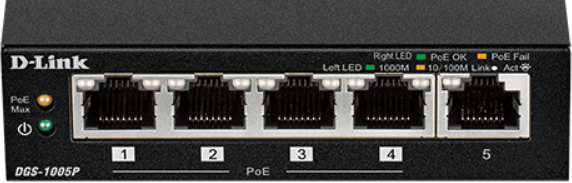 D-Link
Right LED PoE OK PoE Fail
Left LED 1000M 10/100M Link Act
PoE
Max
1 2 3 4 5
DGS-1005P
PoE